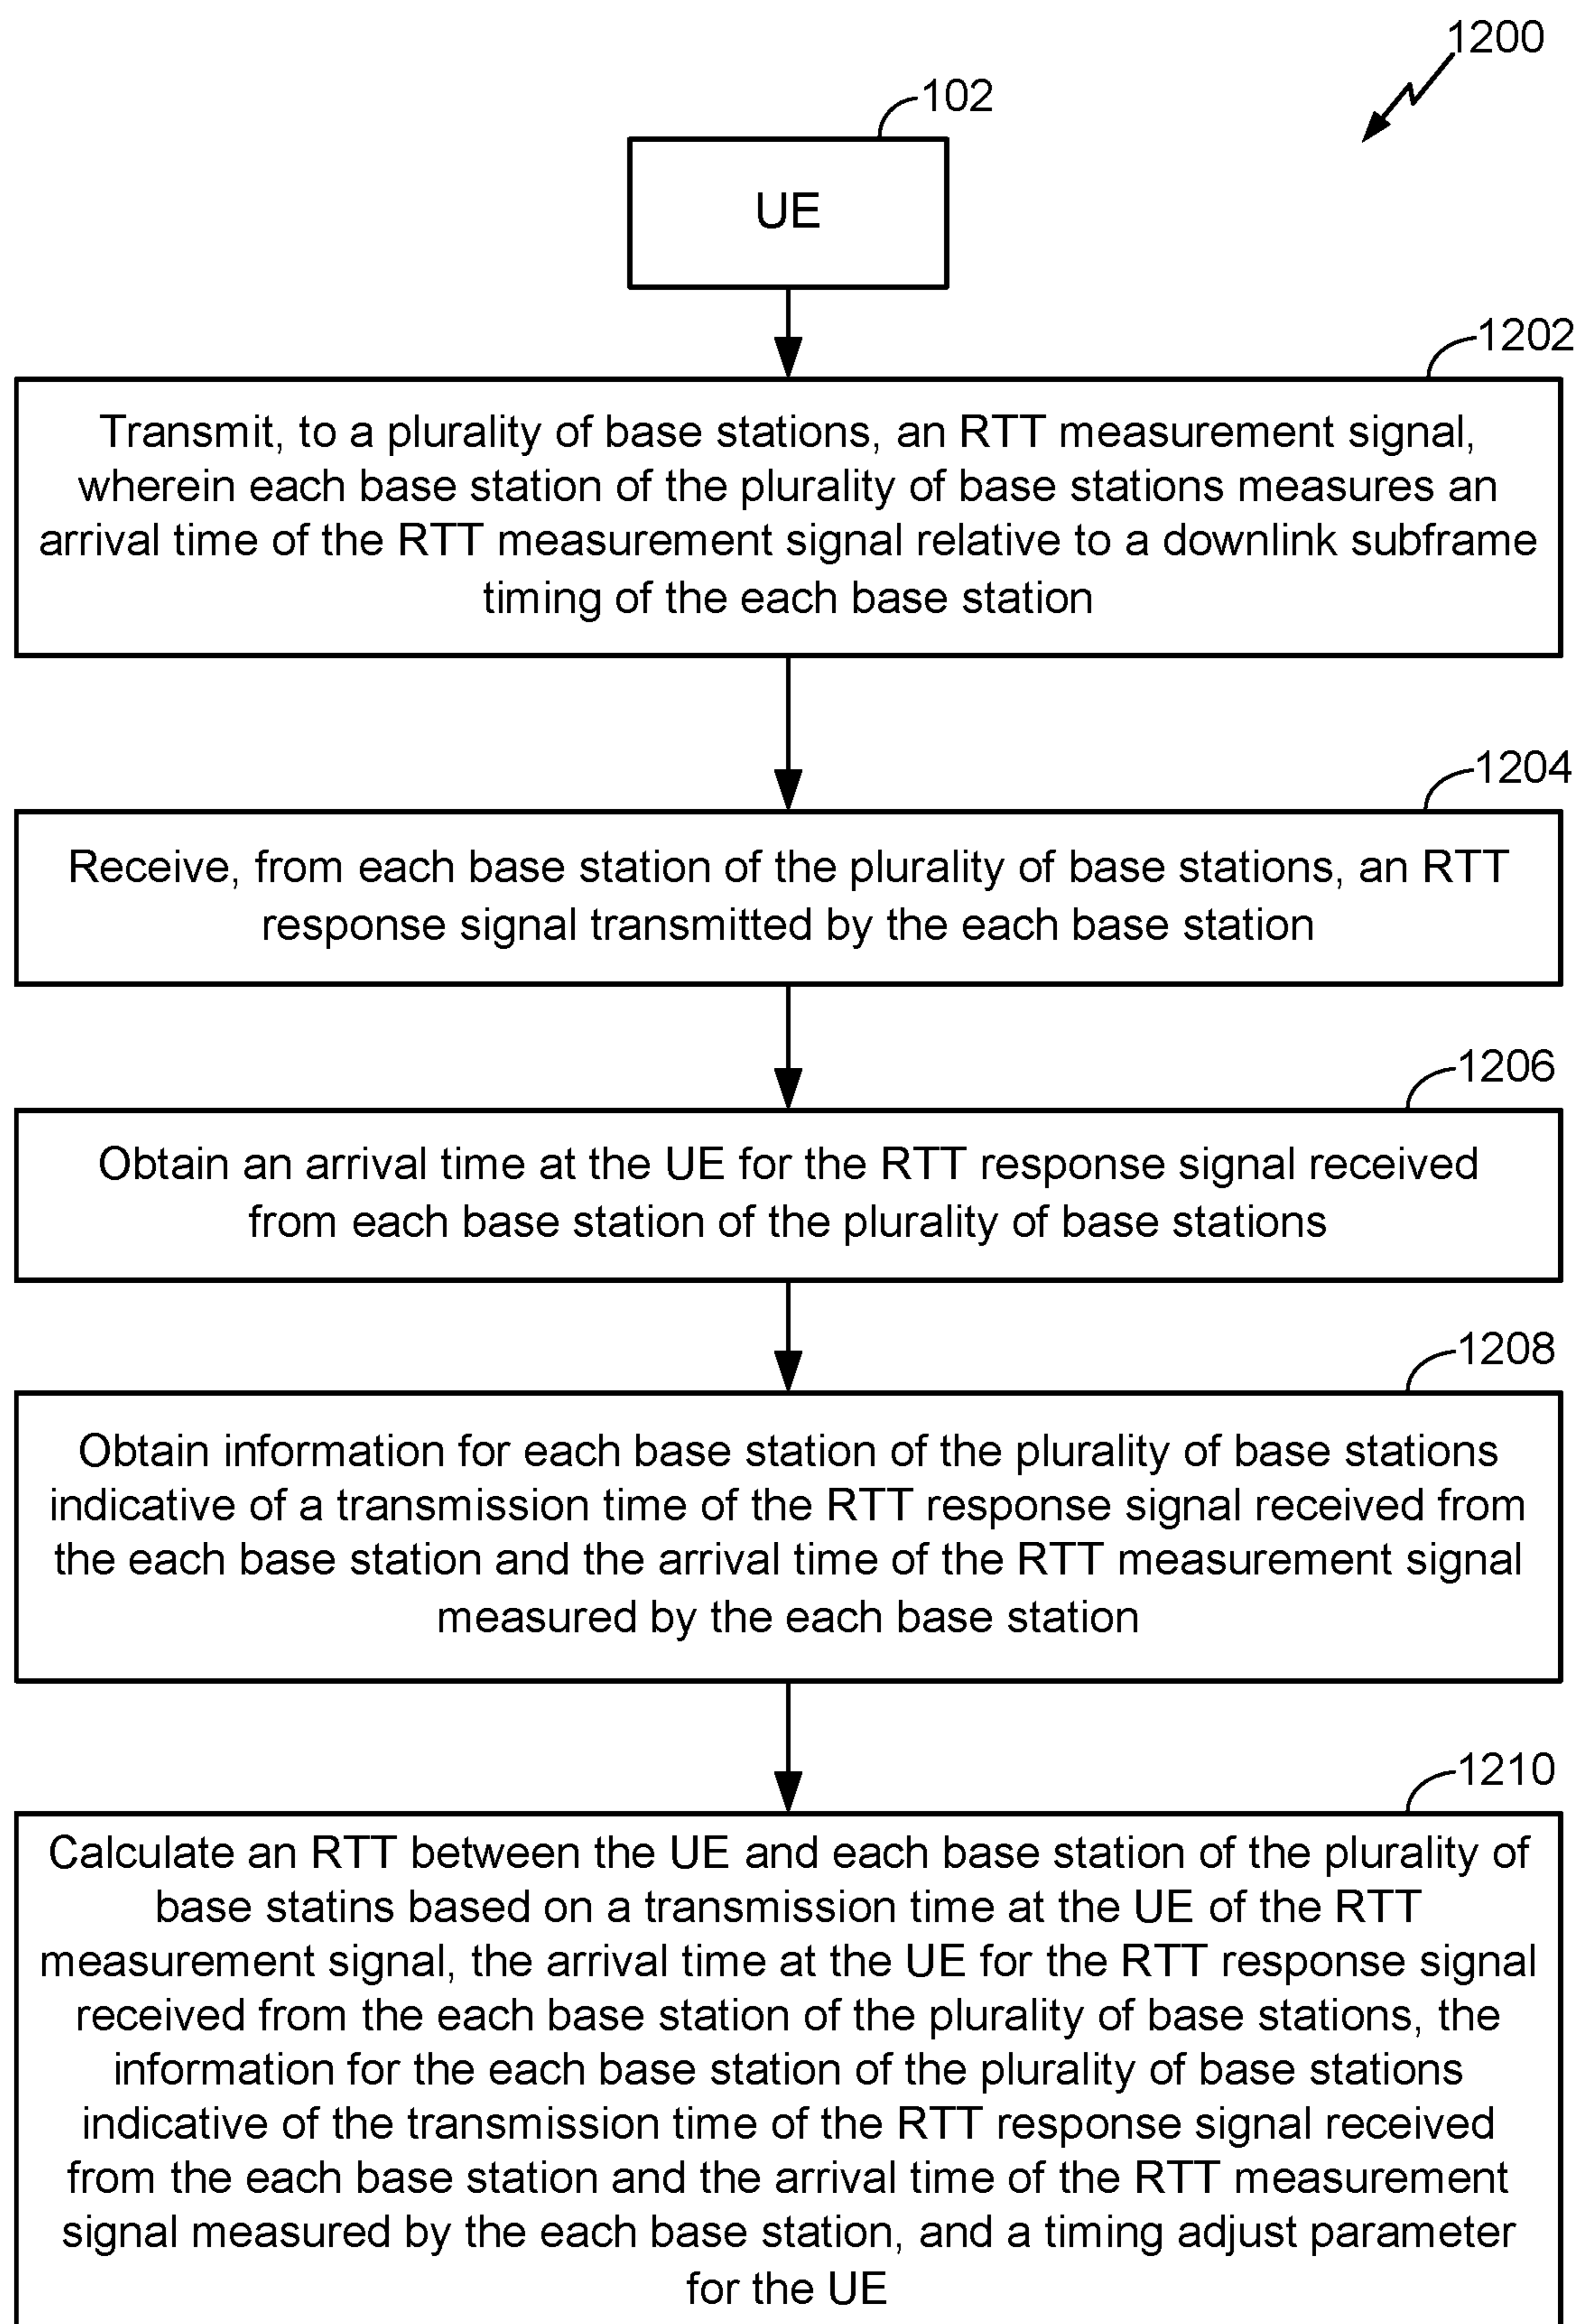 1200
102
UE
1202
Transmit, to a plurality of base stations, an RTT measurement signal,
wherein each base station of the plurality of base stations measures an
arrival time of the RTT measurement signal relative to a downlink subframe
timing of the each base station
1204
Receive, from each base station of the plurality of base stations, an RTT
response signal transmitted by the each base station
1206
Obtain an arrival time at the UE for the RTT response signal received
from each base station of the plurality of base stations
1208
Obtain information for each base station of the plurality of base stations
indicative of a transmission time of the RTT response signal received from
the each base station and the arrival time of the RTT measurement signal
measured by the each base station
1210
Calculate an RTT between the UE and each base station of the plurality of
base statins based on a transmission time at the UE of the RTT
measurement signal, the arrival time at the UE for the RTT response signal
received from the each base station of the plurality of base stations, the
information for the each base station of the plurality of base stations
indicative of the transmission time of the RTT response signal received
from the each base station and the arrival time of the RTT measurement
signal measured by the each base station, and a timing adjust parameter
for the UE